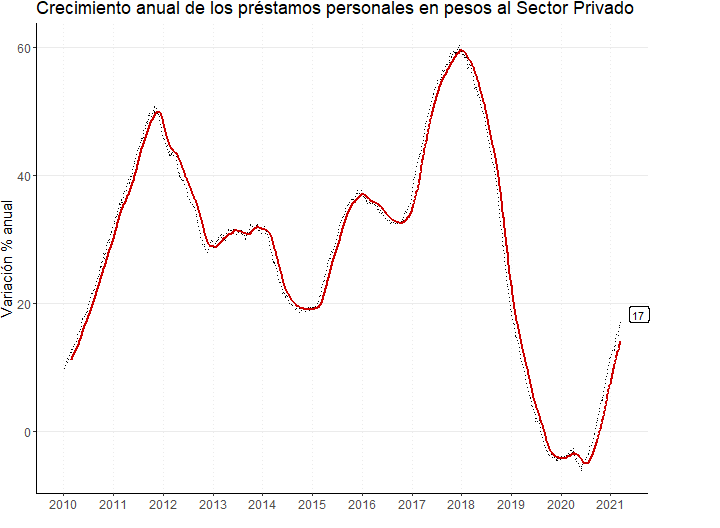 Crecimiento anual de los préstamos personales en pesos al Sector Privado
Variación % anual
60
40
20
0
17
2010 2011 2012 2013 2014 2015 2016 2017 2018 2019 2020 2021